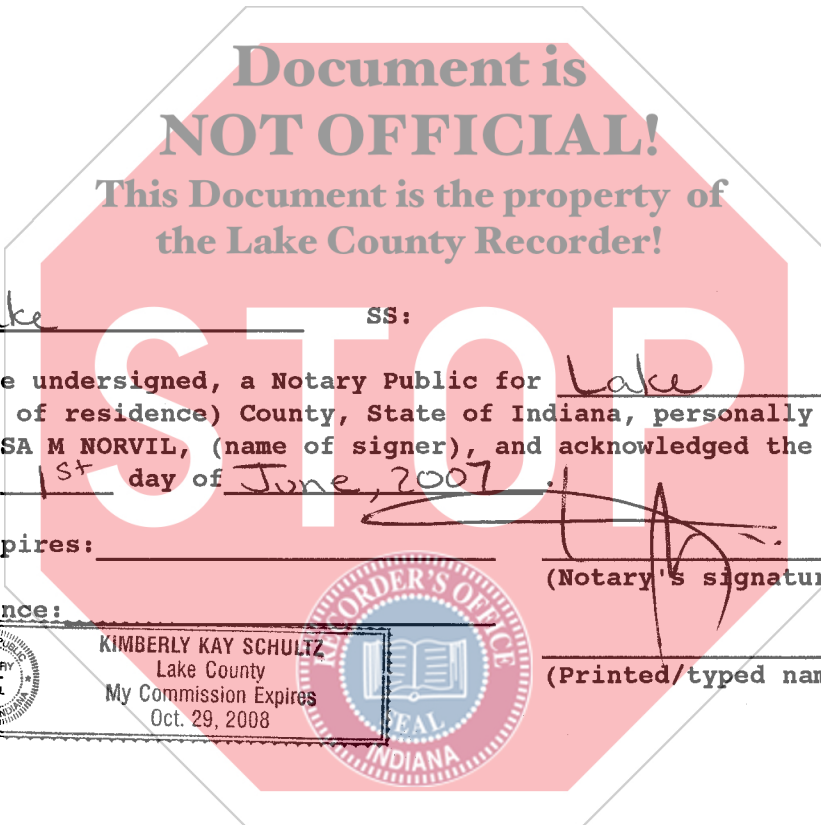 Document is
NOT OFFICIAL!
This Document is the property of
the Lake County Recorder!
STOP
ke SS:
e undersigned, a Notary Public for Lake
of residence) County, State of Indiana, personally
SA M NORVIL, (name of signer), and acknowledged the
1st day of June, 2007.
pires:
(Notary's signatur
nce:
(Printed/typed nam
KIMBERLY KAY SCHULTZ
Lake County
My Commission Expires
Oct. 29, 2008
RECORDER'S OFFICE
SEAL
INDIANA